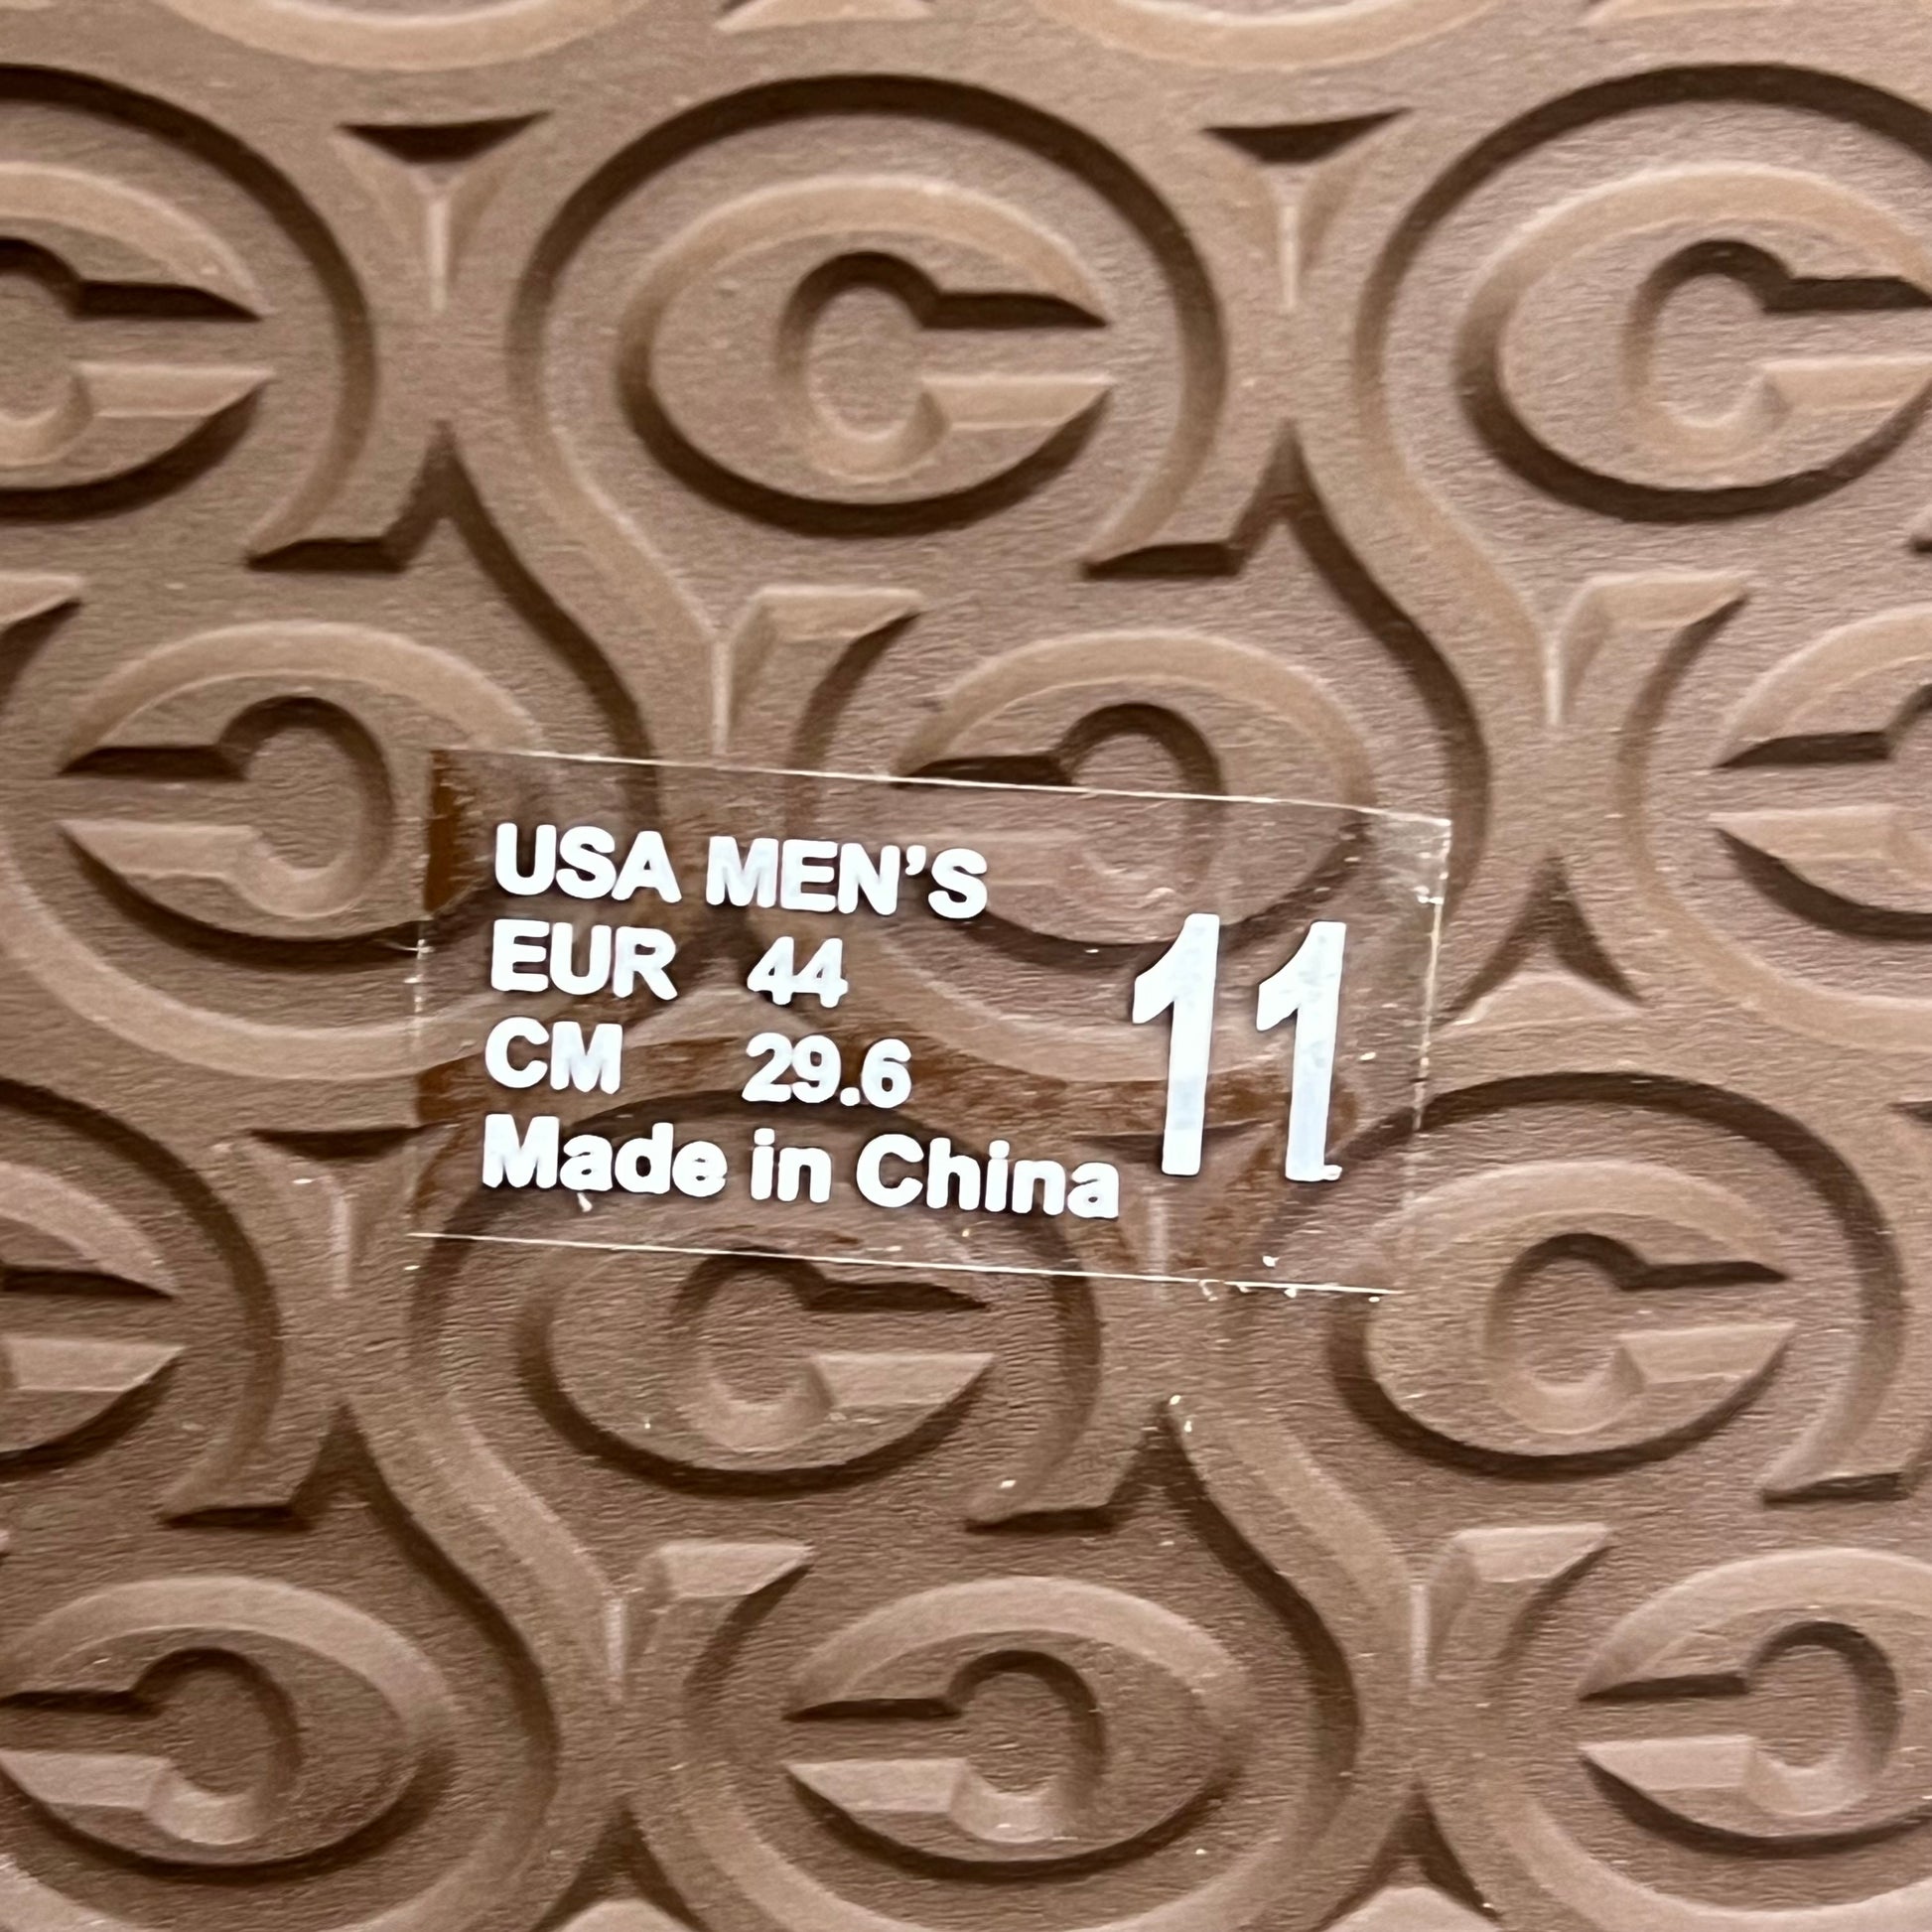 USA MEN'S
EUR 44
CM 29.6
Made in China
11